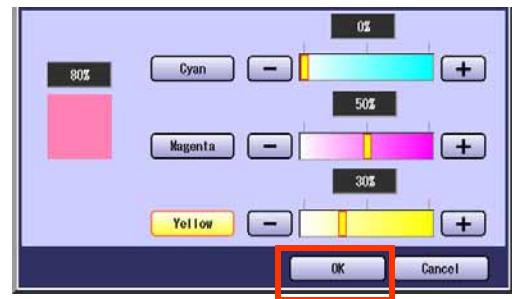 0%
80%
Cyan - +
50%
Magenta - +
30%
Yellow - +
OK Cancel